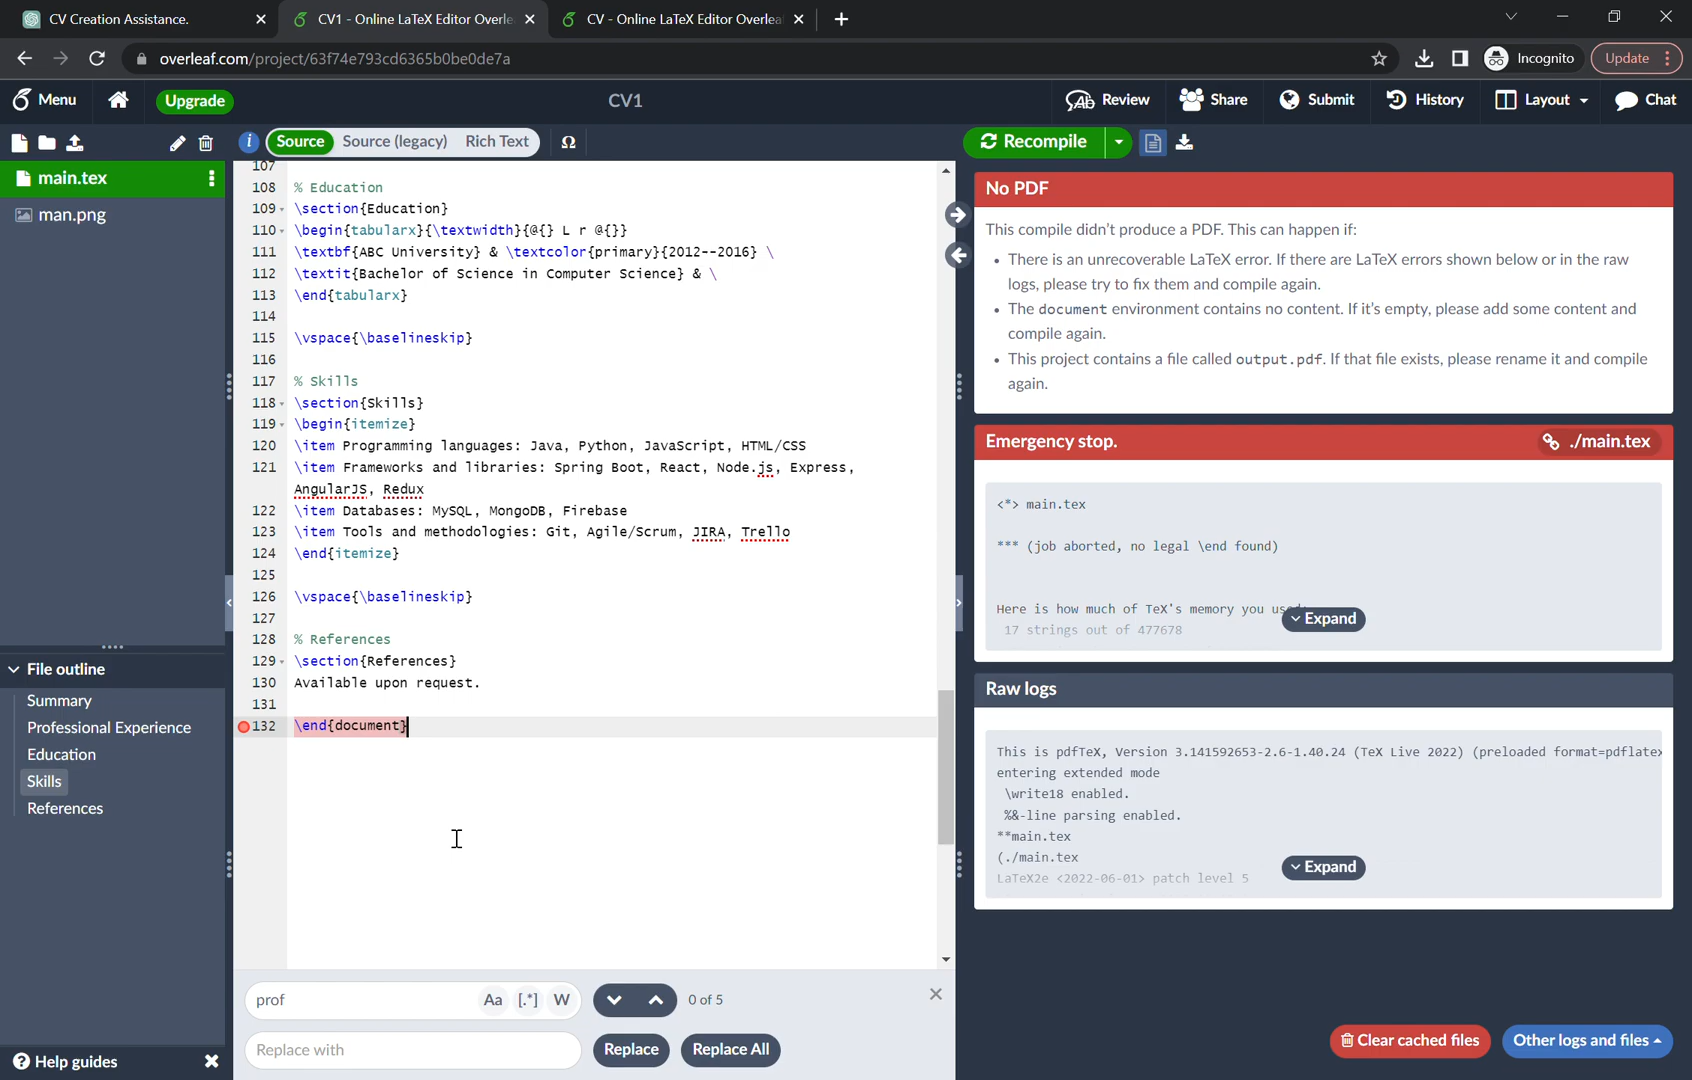 CV Creation Assistance.
CV1 - Online LaTeX Editor Overle
CV - Online LaTeX Editor Overlea
overleaf.com/project/63f74e793cd6365b0be0de7a
Incognito
Update
Menu
Upgrade
CV1
Review
Share
Submit
History
Layout
Chat
Source
Source (legacy)
Rich Text
Ω
Recompile
main.tex
man.png
107
108 % Education
109 \section{Education}
110 \begin{tabularx}{\textwidth}{@{} L r @{}}
111 \textbf{ABC University} & \textcolor{primary}{2012--2016} \
112 \textit{Bachelor of Science in Computer Science} & \
113 \end{tabularx}
114
115 \vspace{\baselineskip}
116
117 % Skills
118 \section{Skills}
119 \begin{itemize}
120 \item Programming languages: Java, Python, JavaScript, HTML/CSS
121 \item Frameworks and libraries: Spring Boot, React, Node.js, Express,
AngularJS, Redux
122 \item Databases: MySQL, MongoDB, Firebase
123 \item Tools and methodologies: Git, Agile/Scrum, JIRA, Trello
124 \end{itemize}
125
126 \vspace{\baselineskip}
127
128 % References
129 \section{References}
130 Available upon request.
131
132 \end{document}
File outline
Summary
Professional Experience
Education
Skills
References
Help guides
prof
Aa
[.*]
W
0 of 5
Replace with
Replace
Replace All
No PDF
This compile didn't produce a PDF. This can happen if:
• There is an unrecoverable LaTeX error. If there are LaTeX errors shown below or in the raw
logs, please try to fix them and compile again.
• The document environment contains no content. If it's empty, please add some content and
compile again.
• This project contains a file called output.pdf. If that file exists, please rename it and compile
again.
Emergency stop.
./main.tex
<*> main.tex
*** (job aborted, no legal \end found)
Here is how much of TeX's memory you us
17 strings out of 477678
Expand
Raw logs
This is pdfTeX, Version 3.141592653-2.6-1.40.24 (TeX Live 2022) (preloaded format=pdflatex
entering extended mode
\write18 enabled.
%&-line parsing enabled.
**main.tex
(./main.tex
LaTeX2e <2022-06-01> patch level 5
Expand
Clear cached files
Other logs and files